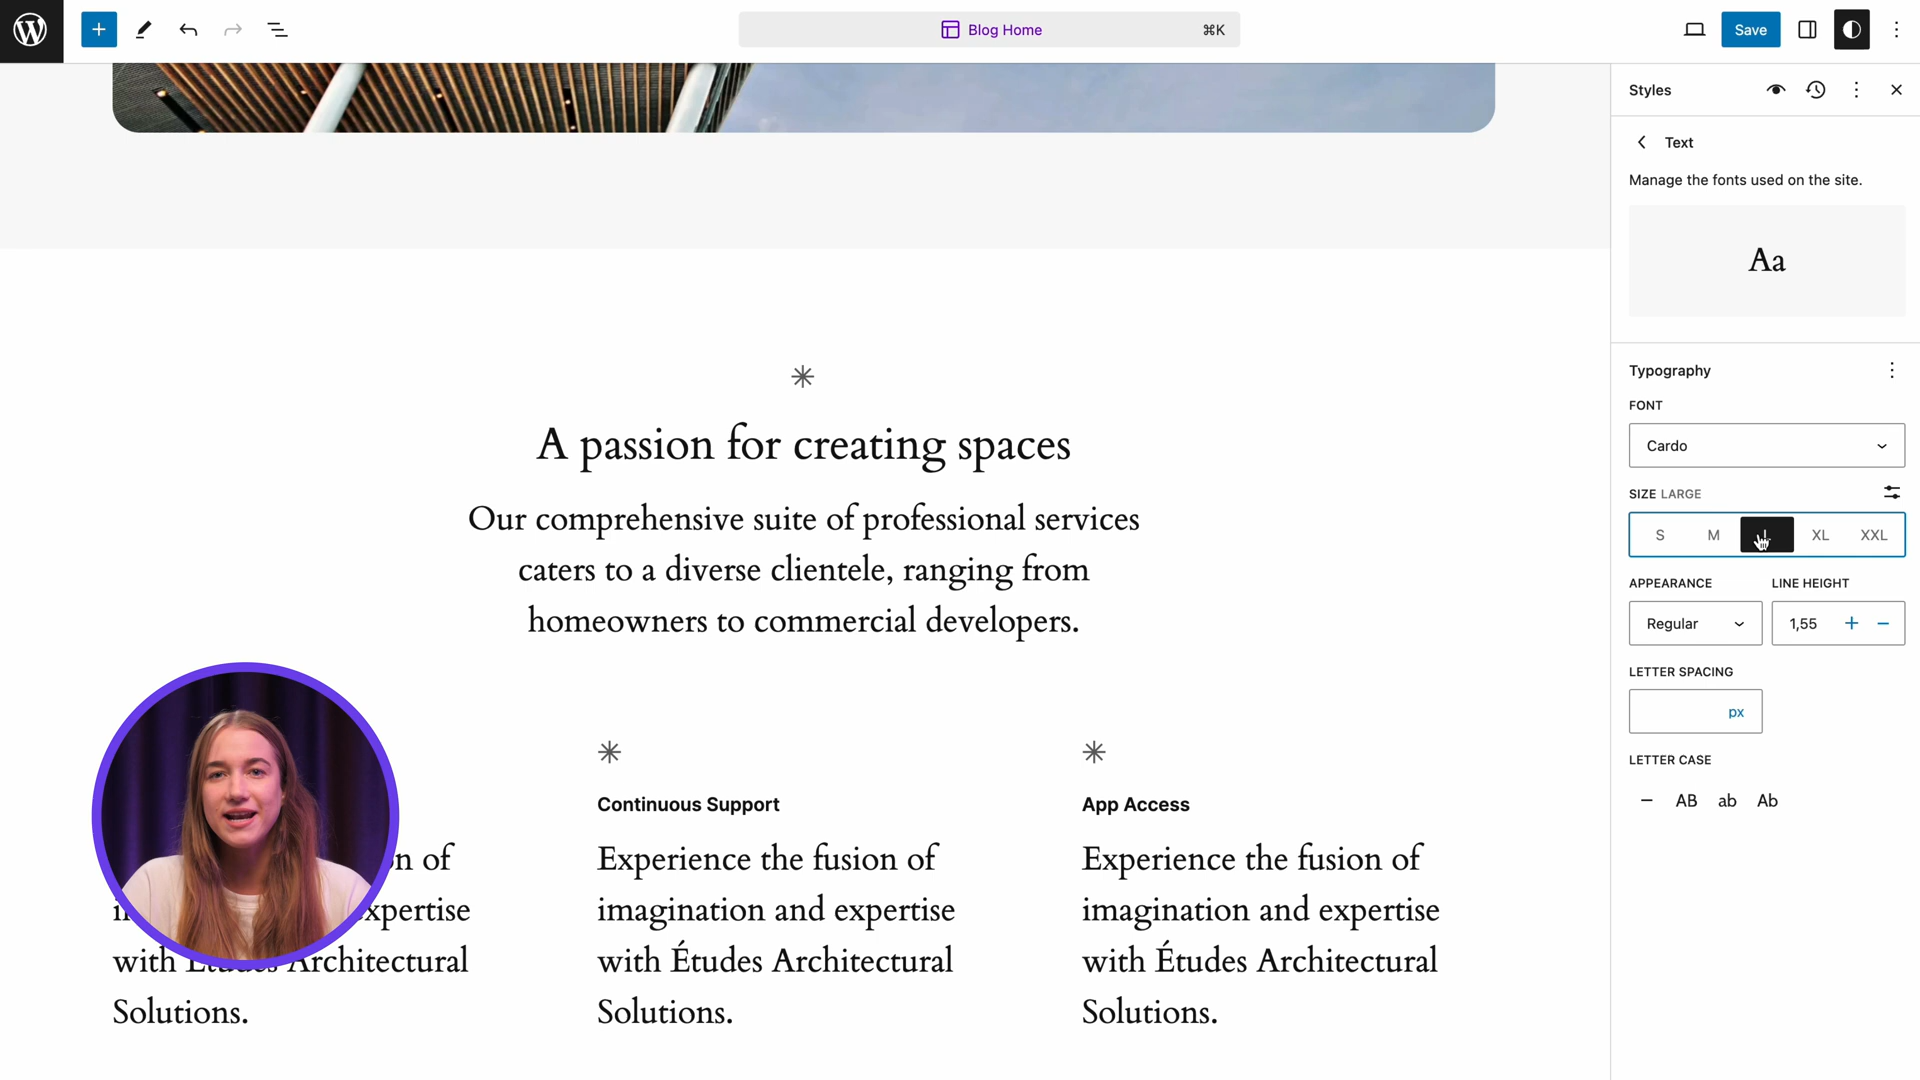 Blog Home
⌘K
Save
Styles
Text
Manage the fonts used on the site.
Aa
Typography
FONT
Cardo
SIZE LARGE
S M XL XXL
APPEARANCE
LINE HEIGHT
Regular
1,55
LETTER SPACING
px
LETTER CASE
AB ab Ab
A passion for creating spaces
Our comprehensive suite of professional services
caters to a diverse clientele, ranging from
homeowners to commercial developers.
n of
xpertise
with Études Architectural
Solutions.
Continuous Support
Experience the fusion of
imagination and expertise
with Études Architectural
Solutions.
App Access
Experience the fusion of
imagination and expertise
with Études Architectural
Solutions.